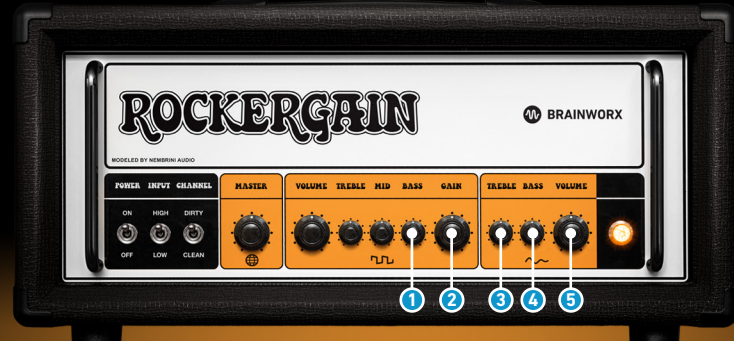 ROCKERGAIN
BRAINWORX
MODELED BY NEMBRINI AUDIO
POWER INPUT CHANNEL MASTER VOLUME TREBLE MID BASS GAIN TREBLE BASS VOLUME
ON HIGH DIRTY
OFF LOW CLEAN
1 2 3 4 5